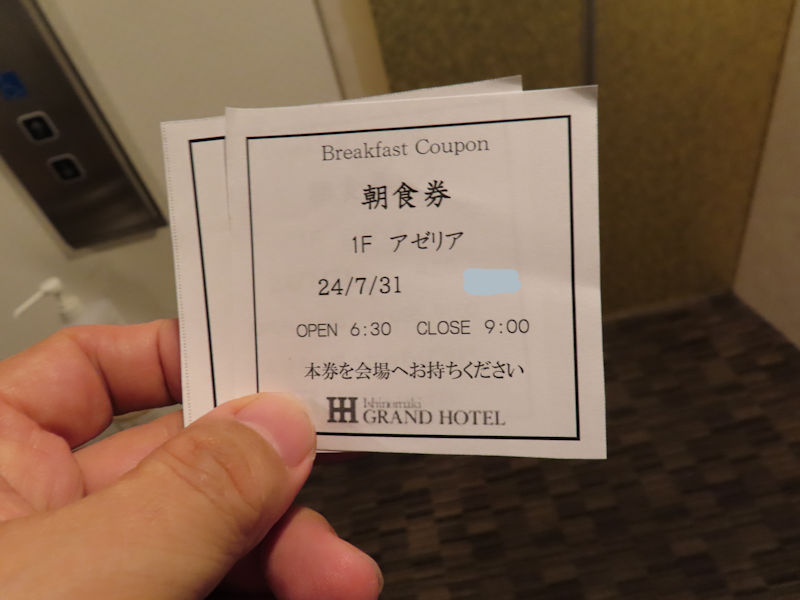 Breakfast Coupon
朝食券
1F アゼリア
24/7/31
OPEN 6:30 CLOSE 9:00
本券を会場へお持ちください
Ishinomaki
GRAND HOTEL